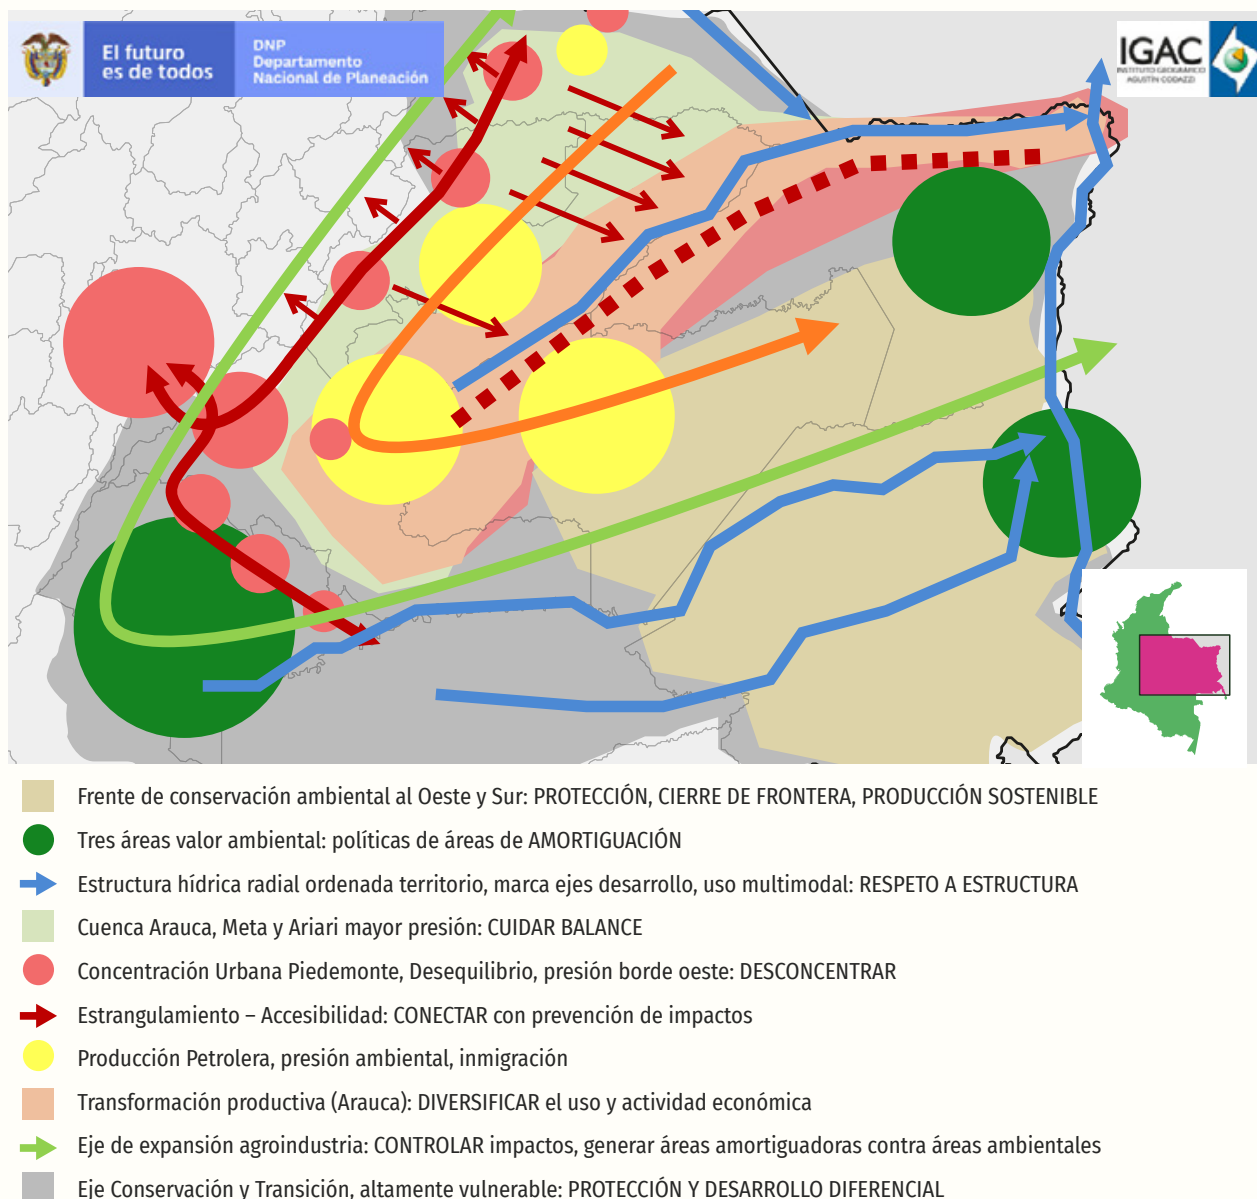 El futuro
es de todos
DNP
Departamento
Nacional de Planeación
IGAC
INSTITUTO GEOGRÁFICO
AGUSTÍN CODAZZI
Frente de conservación ambiental al Oeste y Sur: PROTECCIÓN, CIERRE DE FRONTERA, PRODUCCIÓN SOSTENIBLE
Tres áreas valor ambiental: políticas de áreas de AMORTIGUACIÓN
Estructura hídrica radial ordenada territorio, marca ejes desarrollo, uso multimodal: RESPETO A ESTRUCTURA
Cuenca Arauca, Meta y Ariari mayor presión: CUIDAR BALANCE
Concentración Urbana Piedemonte, Desequilibrio, presión borde oeste: DESCONCENTRAR
Estrangulamiento – Accesibilidad: CONECTAR con prevención de impactos
Producción Petrolera, presión ambiental, inmigración
Transformación productiva (Arauca): DIVERSIFICAR el uso y actividad económica
Eje de expansión agroindustria: CONTROLAR impactos, generar áreas amortiguadoras contra áreas ambientales
Eje Conservación y Transición, altamente vulnerable: PROTECCIÓN Y DESARROLLO DIFERENCIAL